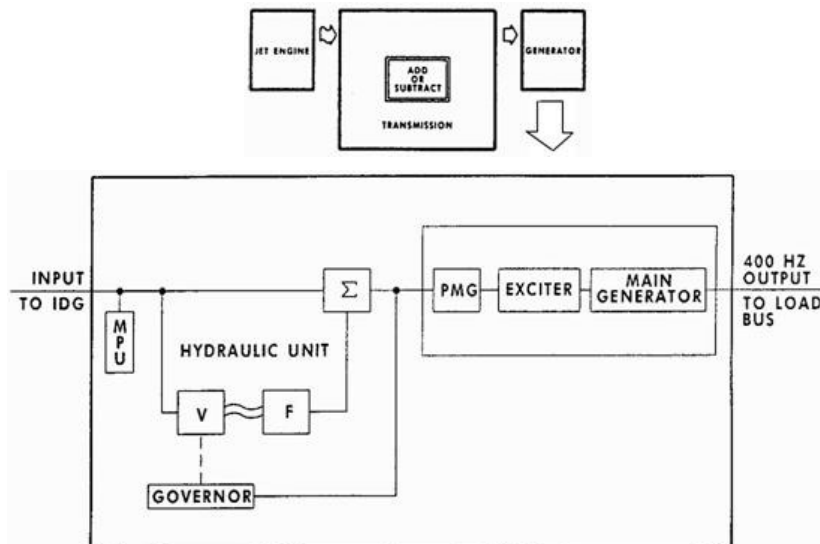 JET ENGINE
ADD
OR
SUBTRACT
TRANSMISSION
GENERATOR
INPUT
TO IDG
MPU
HYDRAULIC UNIT
Σ
V
F
GOVERNOR
PMG
EXCITER
MAIN
GENERATOR
400 HZ
OUTPUT
TO LOAD
BUS